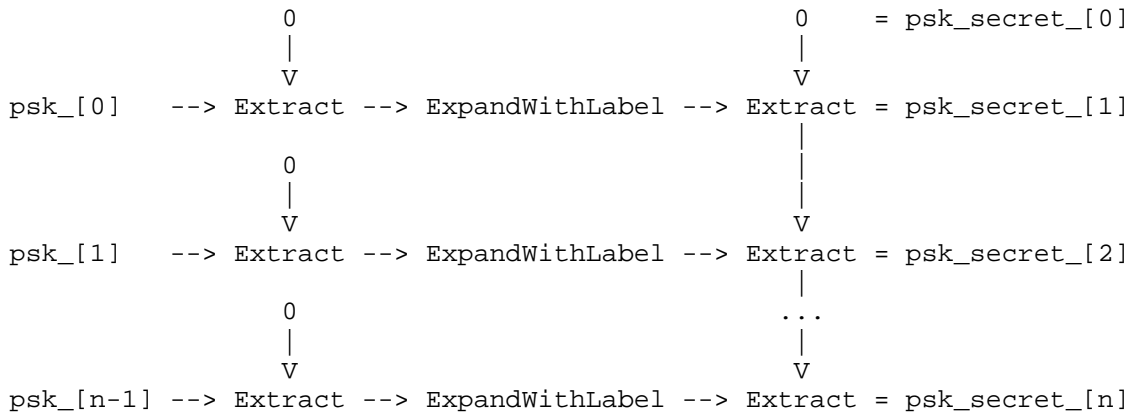 0                              0    = psk_secret_[0]
                 |                              |
                 V                              V
psk_[0]   --> Extract --> ExpandWithLabel --> Extract = psk_secret_[1]
                                                |
                 0                              |
                 |                              |
                 V                              V
psk_[1]   --> Extract --> ExpandWithLabel --> Extract = psk_secret_[2]
                                                |
                 0                             ...
                 |                              |
                 V                              V
psk_[n-1] --> Extract --> ExpandWithLabel --> Extract = psk_secret_[n]